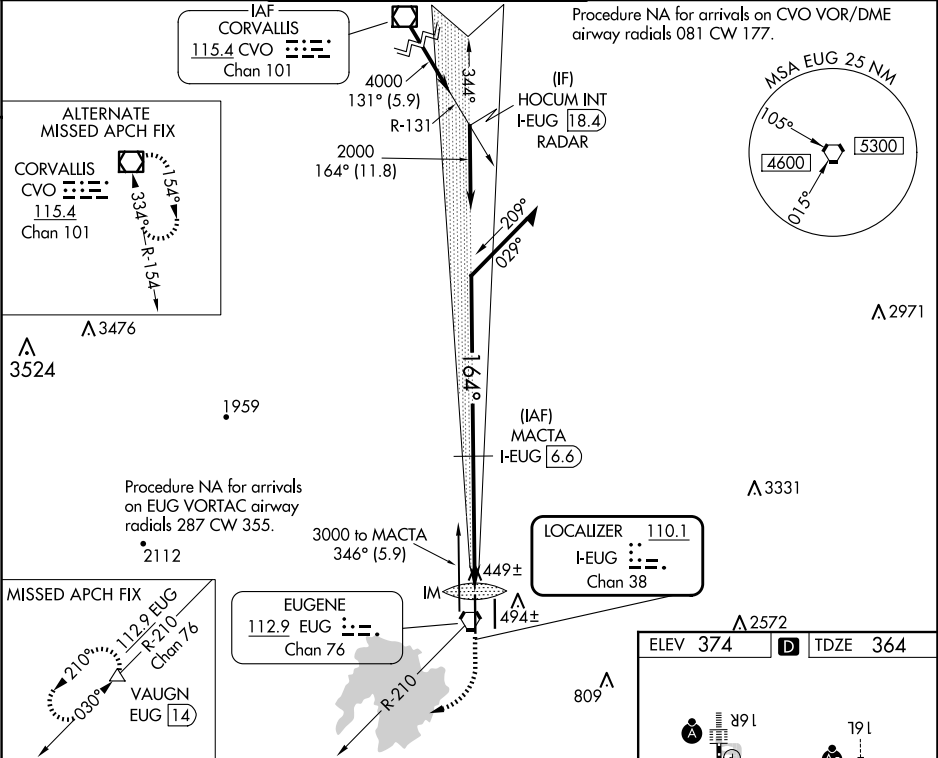 IAF
CORVALLIS
115.4 CVO
Chan 101
Procedure NA for arrivals on CVO VOR/DME
airway radials 081 CW 177.
4000
131° (5.9)
R-131
344°
(IF)
HOCUM INT
I-EUG 18.4
RADAR
2000
164° (11.8)
MSA EUG 25 NM
105°
4600
5300
015°
ALTERNATE
MISSED APCH FIX
CORVALLIS
CVO
115.4
Chan 101
154°
334°
R-154
209°
029°
2971
3476
3524
164°
1959
(IAF)
MACTA
I-EUG 6.6
3331
Procedure NA for arrivals
on EUG VORTAC airway
radials 287 CW 355.
2112
3000 to MACTA
346° (5.9)
LOCALIZER 110.1
I-EUG
Chan 38
449±
IM
494±
EUGENE
112.9 EUG
Chan 76
R-210
2572
809
MISSED APCH FIX
112.9 EUG
R-210
Chan 76
210°
030°
VAUGN
EUG 14
ELEV 374 D TDZE 364
A
16R
16L
A